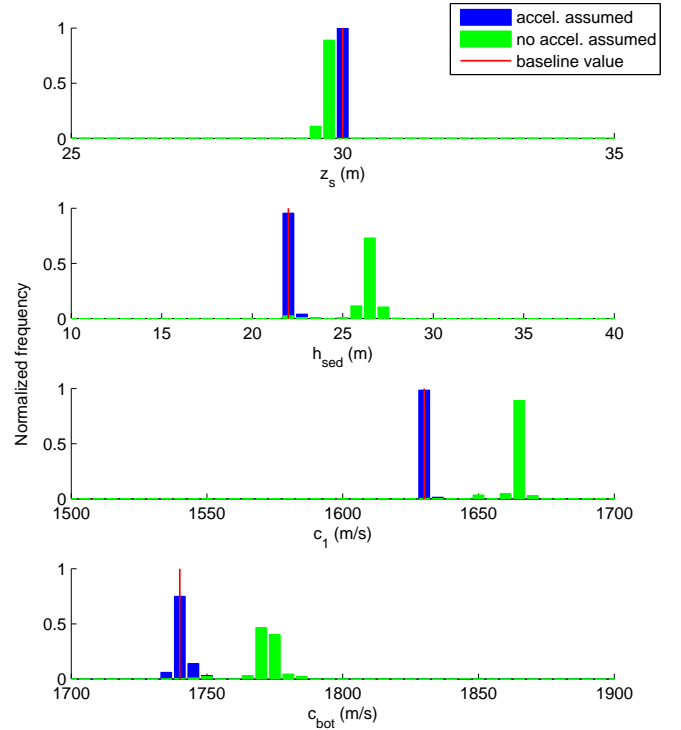 accel. assumed
no accel. assumed
baseline value
1
0.5
0
25 30 35
z_s (m)
1
0.5
0
10 15 20 25 30 35 40
h_sed (m)
Normalized frequency
1
0.5
0
1500 1550 1600 1650 1700
c_1 (m/s)
1
0.5
0
1700 1750 1800 1850 1900
c_bot (m/s)